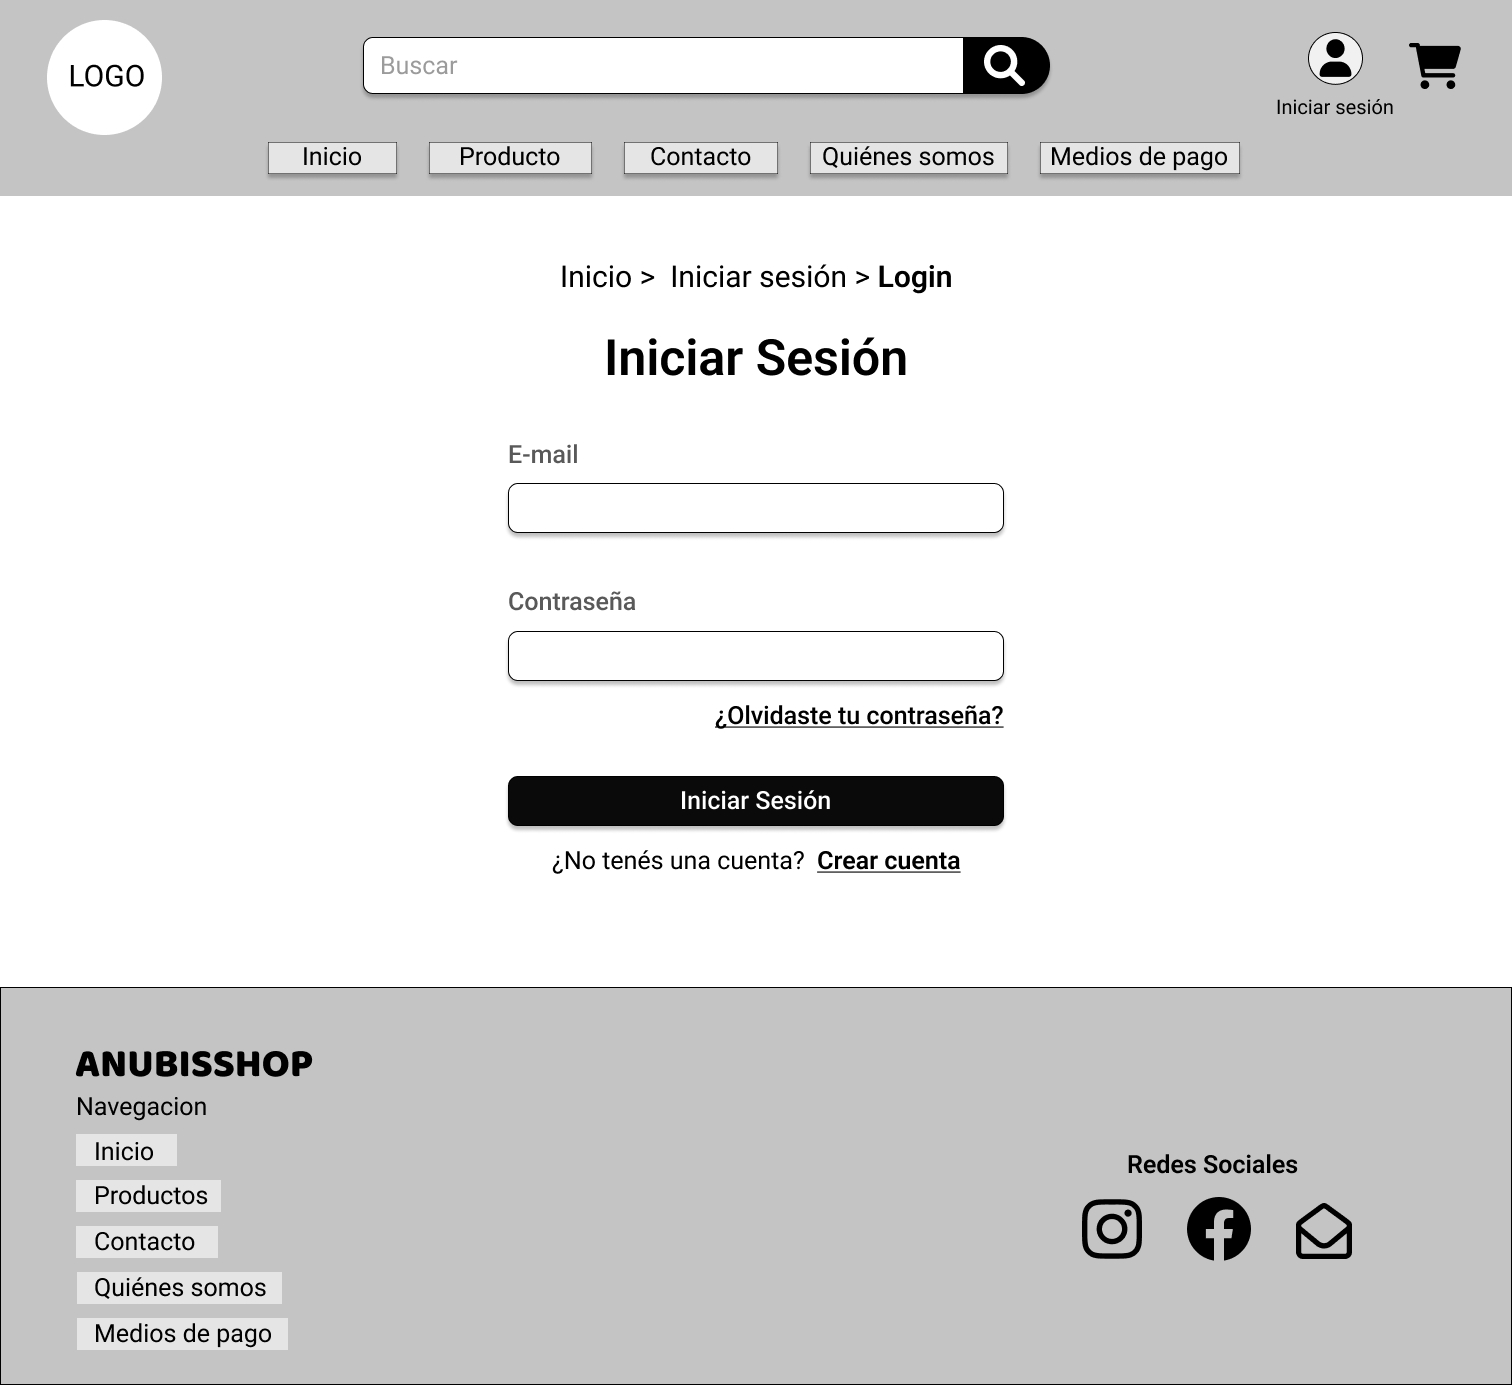 LOGO
Buscar
Iniciar sesión
Inicio
Producto
Contacto
Quiénes somos
Medios de pago
Inicio >  Iniciar sesión > Login
Iniciar Sesión
E-mail
Contraseña
¿Olvidaste tu contraseña?
Iniciar Sesión
¿No tenés una cuenta?  Crear cuenta
ANUBISSHOP
Navegacion
Inicio
Productos
Contacto
Quiénes somos
Medios de pago
Redes Sociales